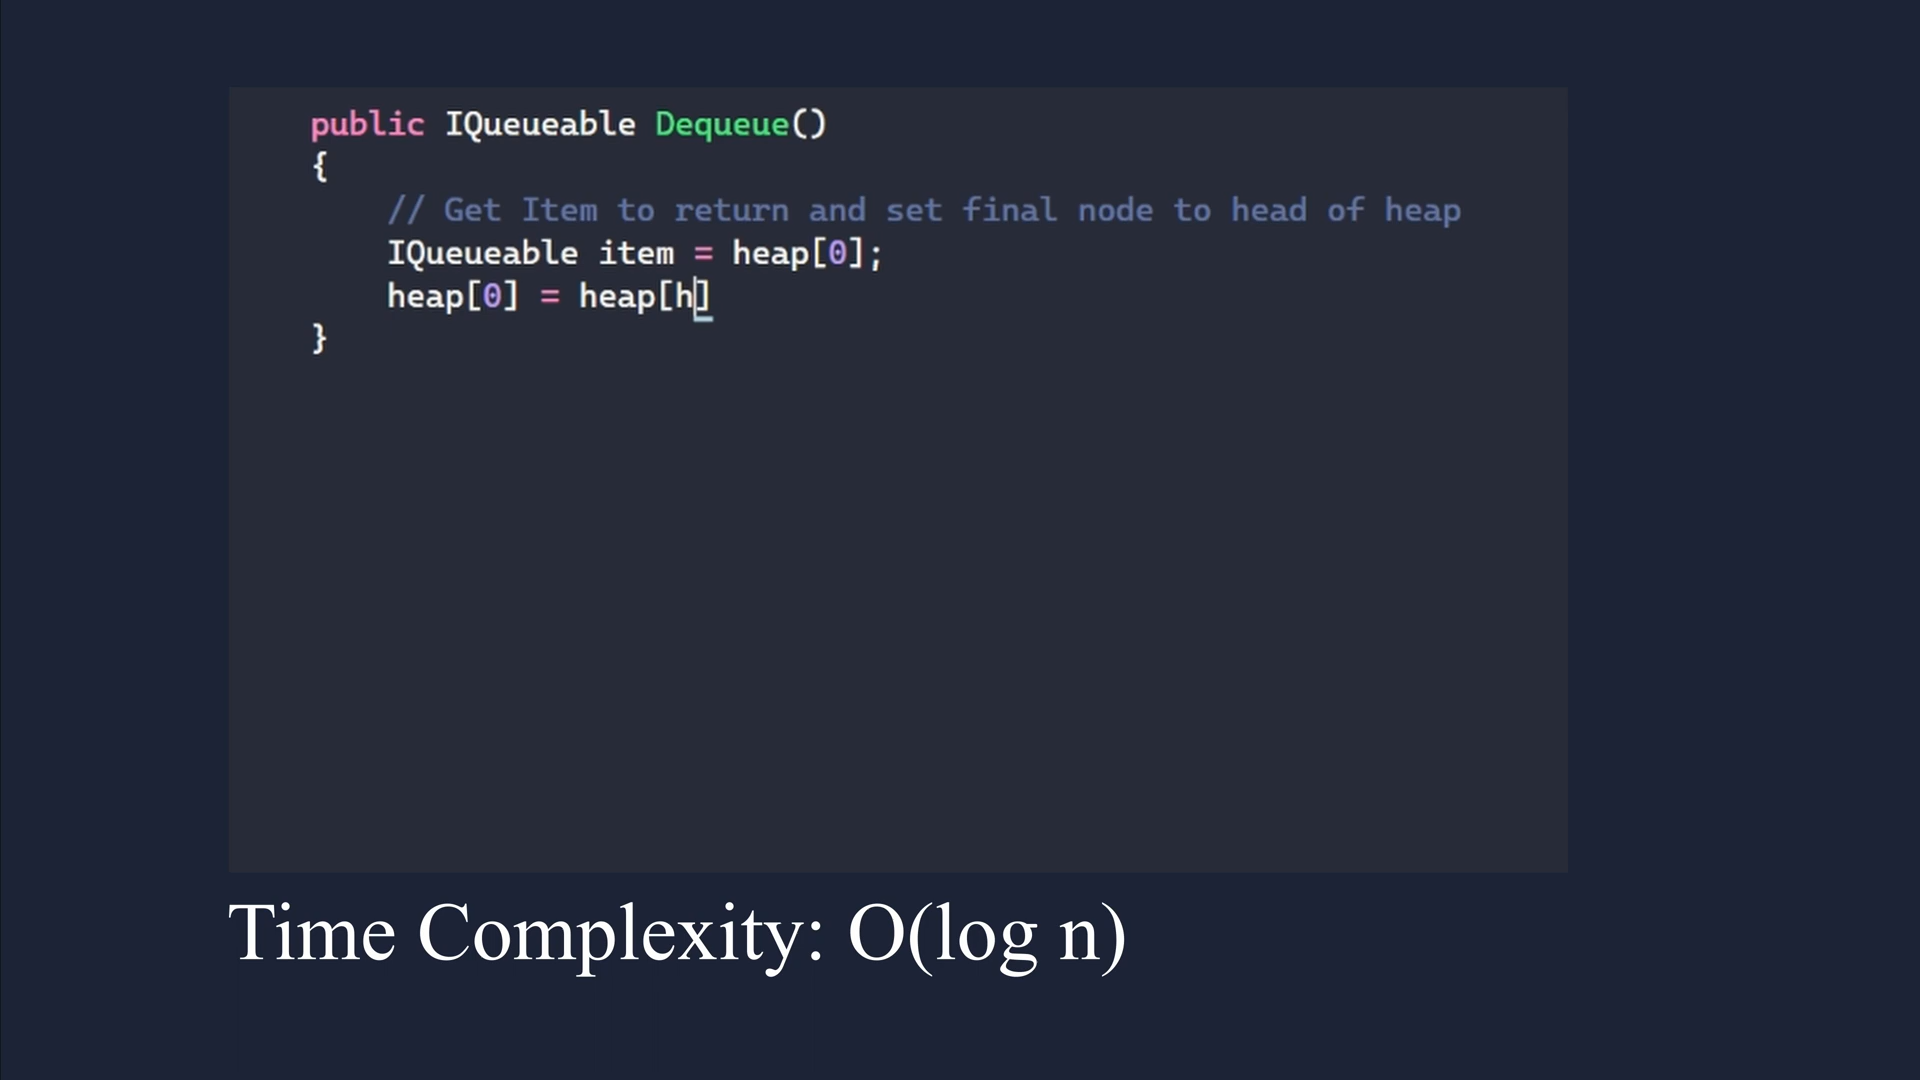 public IQueueable Dequeue()
{
// Get Item to return and set final node to head of heap
IQueueable item = heap[0];
heap[0] = heap[h]
}
Time Complexity: O(log n)